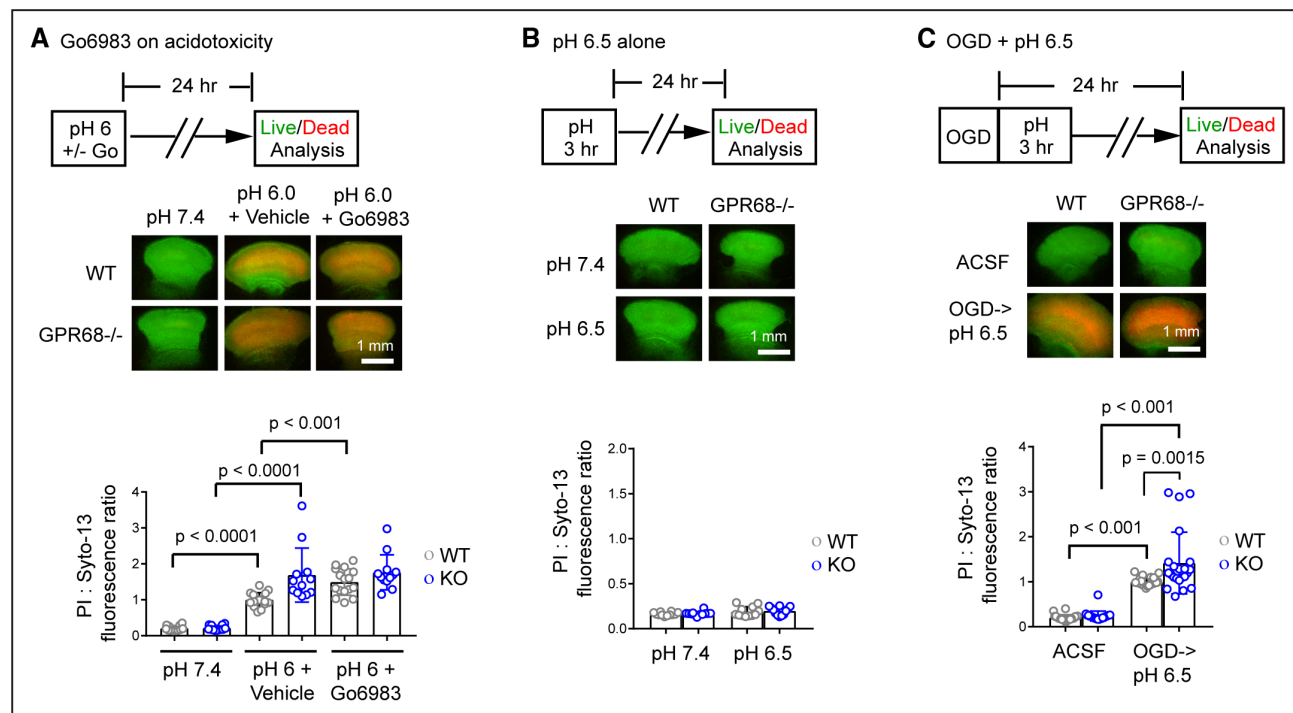 A Go6983 on acidotoxicity
24 hr
pH 6
+/- Go
Live/Dead
Analysis
pH 7.4
pH 6.0
+ Vehicle
pH 6.0
+ Go6983
WT
GPR68-/-
1 mm
p < 0.001
p < 0.0001
p < 0.0001
PI : Syto-13
fluorescence ratio
4
3
2
1
0
WT
KO
pH 7.4
pH 6 +
Vehicle
pH 6 +
Go6983
B pH 6.5 alone
24 hr
pH
3 hr
Live/Dead
Analysis
WT GPR68-/-
pH 7.4
pH 6.5
1 mm
PI : Syto-13
fluorescence ratio
2.0
1.5
1.0
0.5
0.0
pH 7.4 pH 6.5
C OGD + pH 6.5
24 hr
OGD
pH
3 hr
Live/Dead
Analysis
WT GPR68-/-
ACSF
OGD->
pH 6.5
1 mm
p < 0.001
p = 0.0015
p < 0.001
PI : Syto-13
fluorescence ratio
4
3
2
1
0
WT
KO
ACSF
OGD->
pH 6.5